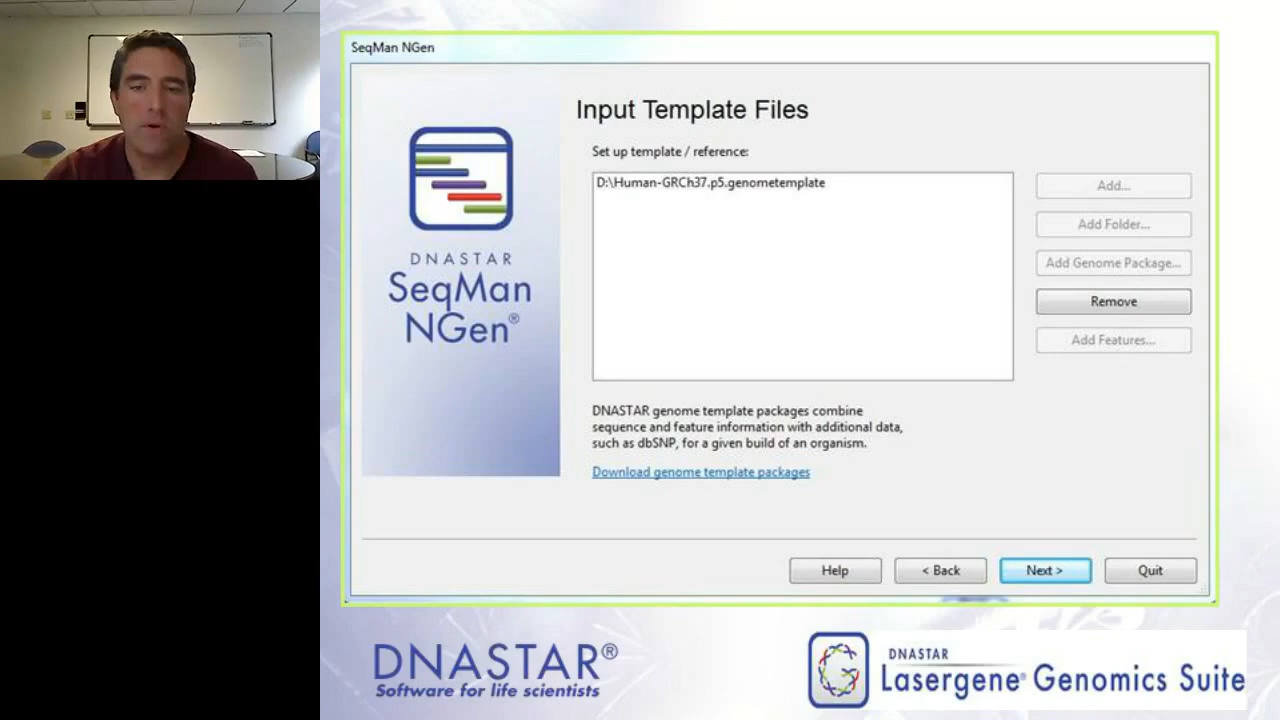 SeqMan NGen
Input Template Files
Set up template / reference:
D:\Human-GRCh37.p5.genometemplate
Add...
Add Folder...
Add Genome Package...
Remove
Add Features...
DNASTAR
SeqMan
NGen®
DNASTAR genome template packages combine
sequence and feature information with additional data,
such as dbSNP, for a given build of an organism.
Download genome template packages
Help
< Back
Next >
Quit
DNASTAR®
Software for life scientists
DNASTAR
Lasergene® Genomics Suite